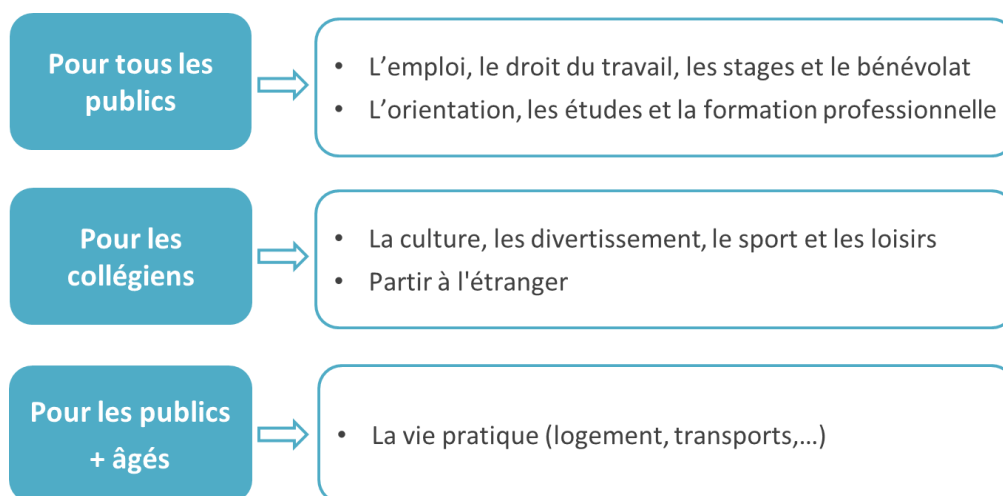 Pour tous les
publics
• L’emploi, le droit du travail, les stages et le bénévolat
• L’orientation, les études et la formation professionnelle
Pour les
collégiens
• La culture, les divertissement, le sport et les loisirs
• Partir à l'étranger
Pour les publics
+ âgés
• La vie pratique (logement, transports,...)